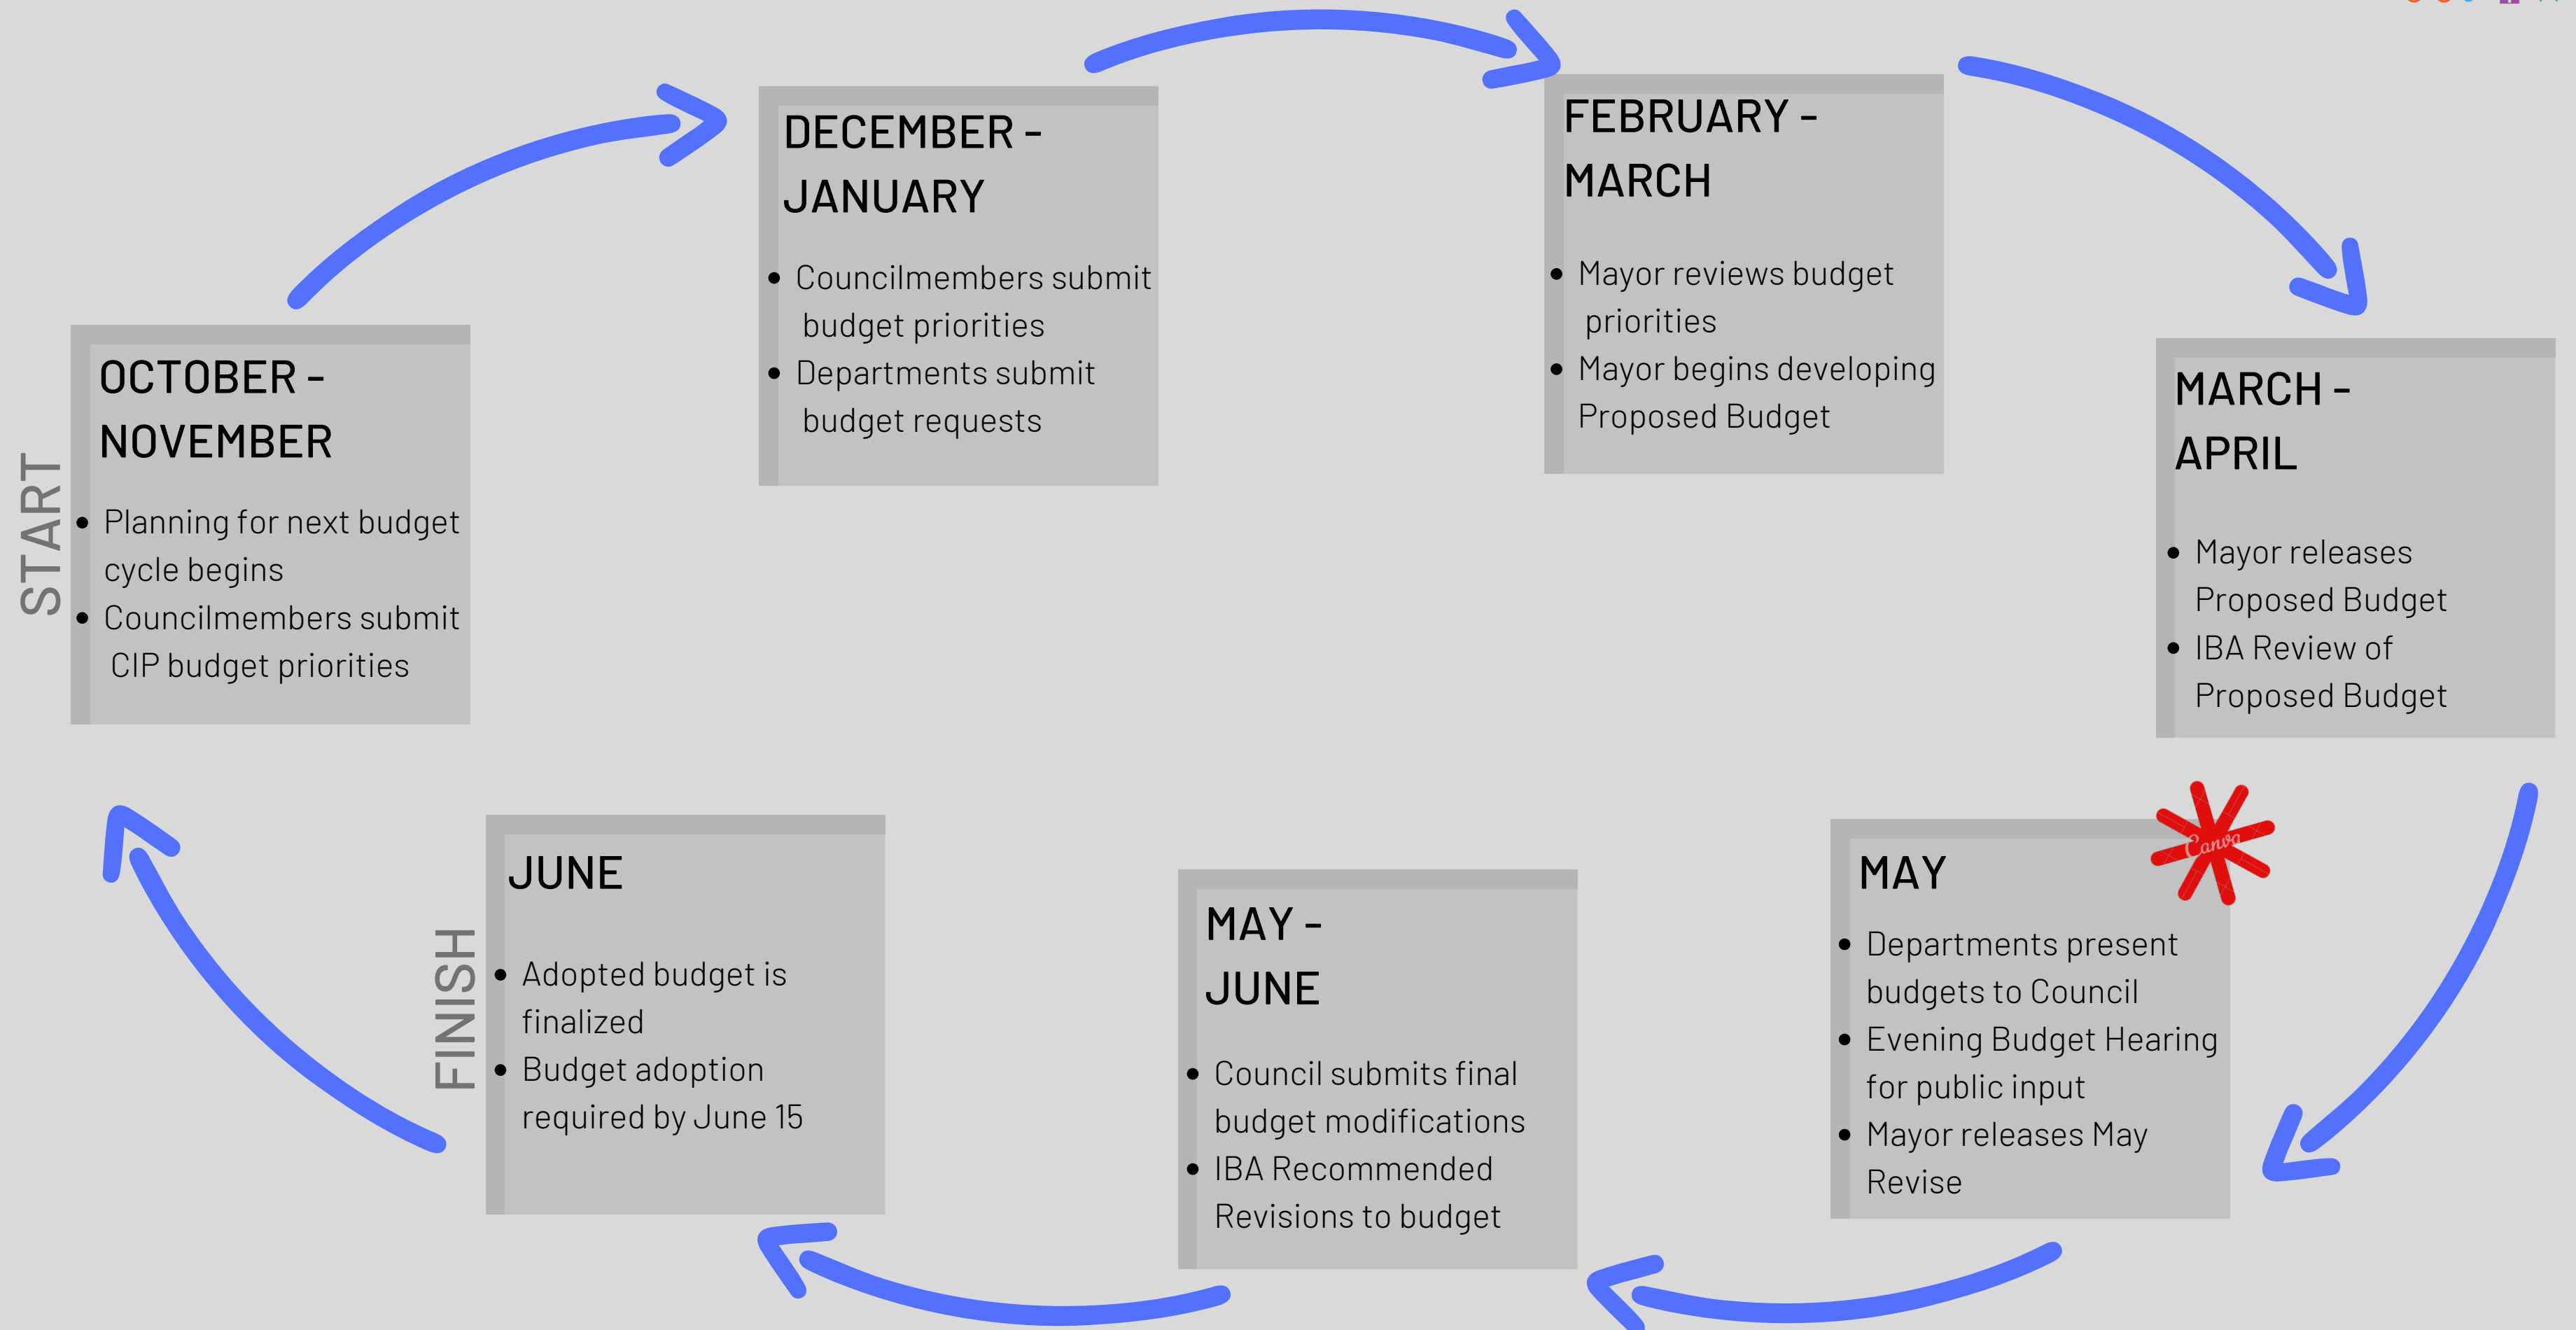 START
OCTOBER -
NOVEMBER
• Planning for next budget
cycle begins
• Councilmembers submit
CIP budget priorities
DECEMBER -
JANUARY
• Councilmembers submit
budget priorities
• Departments submit
budget requests
FEBRUARY -
MARCH
• Mayor reviews budget
priorities
• Mayor begins developing
Proposed Budget
MARCH -
APRIL
• Mayor releases
Proposed Budget
• IBA Review of
Proposed Budget
MAY
Canva
• Departments present
budgets to Council
• Evening Budget Hearing
for public input
• Mayor releases May
Revise
MAY -
JUNE
• Council submits final
budget modifications
• IBA Recommended
Revisions to budget
FINISH
JUNE
• Adopted budget is
finalized
• Budget adoption
required by June 15